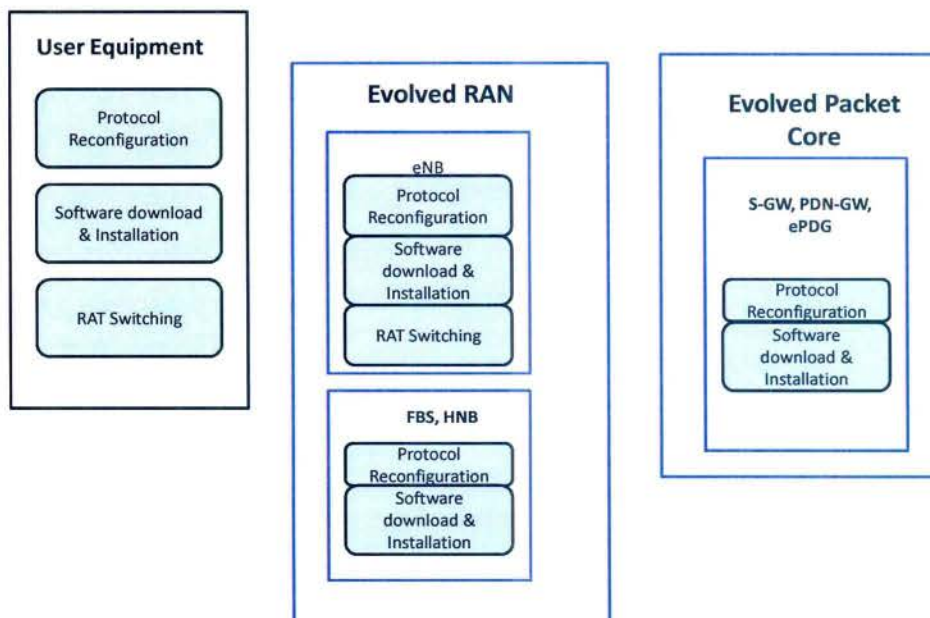 User Equipment
Protocol
Reconfiguration
Software download
& Installation
RAT Switching
Evolved RAN
eNB
Protocol
Reconfiguration
Software
download &
Installation
RAT Switching
FBS, HNB
Protocol
Reconfiguration
Software
download &
Installation
Evolved Packet
Core
S-GW, PDN-GW,
ePDG
Protocol
Reconfiguration
Software
download &
Installation